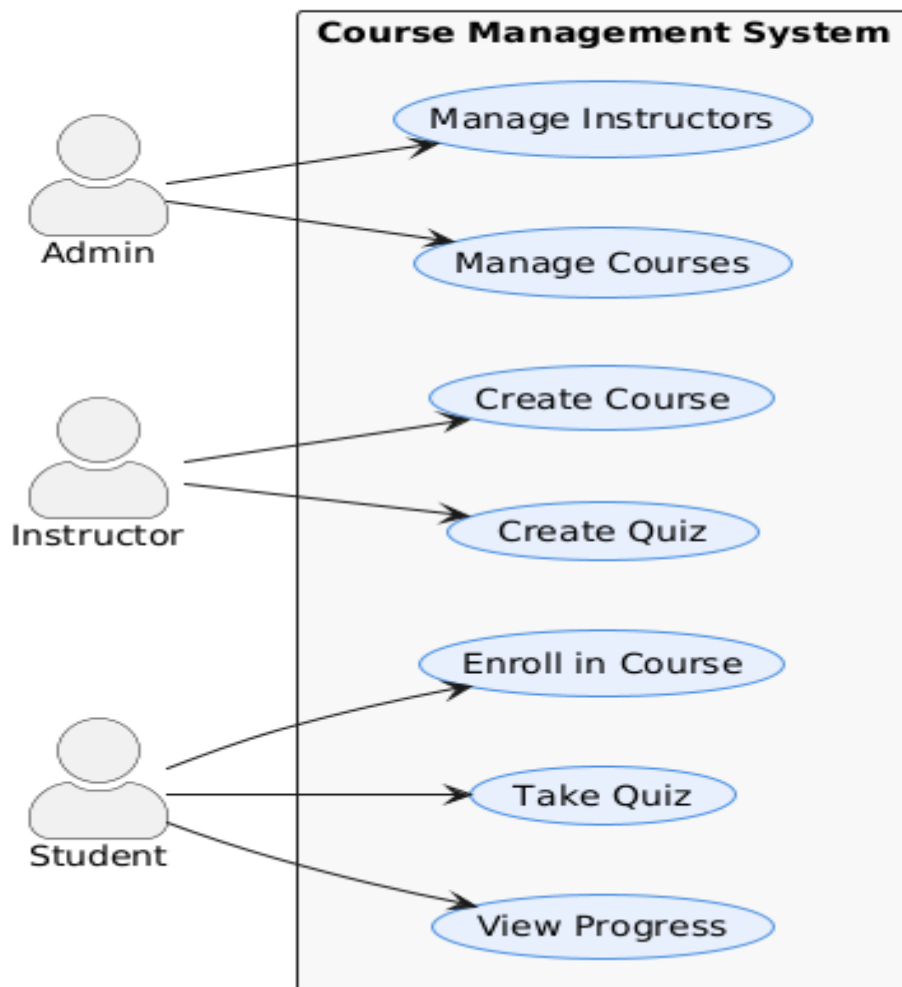 Course Management System
Manage Instructors
Admin
Manage Courses
Create Course
Instructor
Create Quiz
Enroll in Course
Take Quiz
Student
View Progress